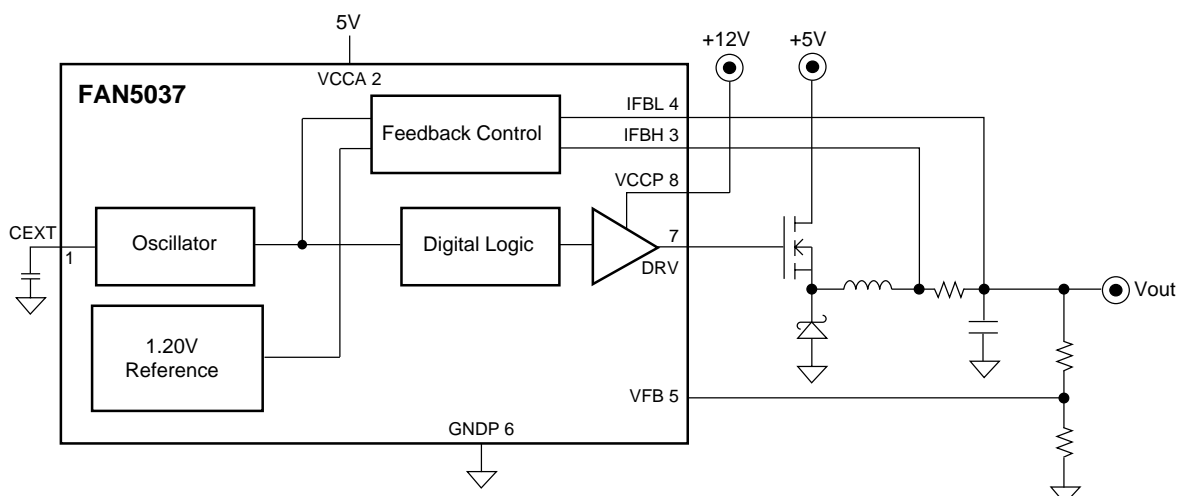 5V
+12V
+5V
VCCA 2
FAN5037
IFBL 4
Feedback Control
IFBH 3
VCCP 8
CEXT
1
Oscillator
Digital Logic
7
DRV
Vout
1.20V
Reference
VFB 5
GNDP 6